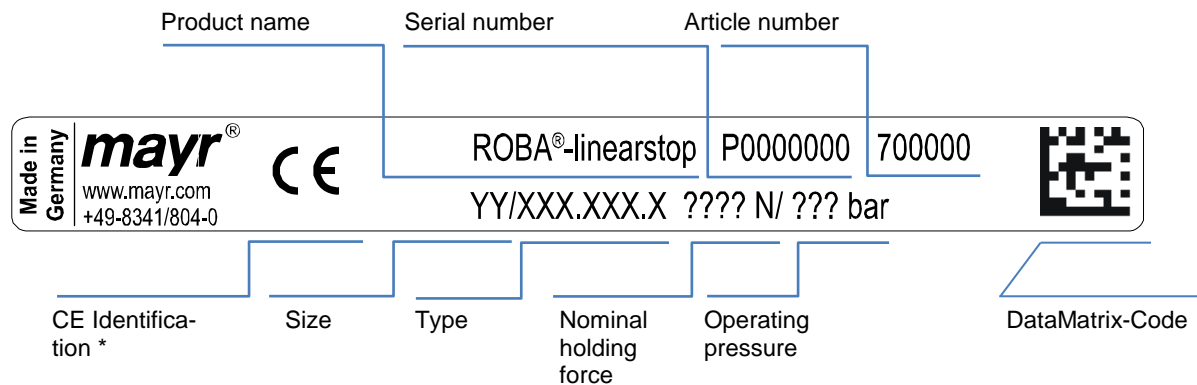 Product name Serial number Article number
Made in
Germany
mayr®
www.mayr.com
+49-8341/804-0
CE
ROBA®-linearstop P0000000 700000
YY/XXX.XXX.X ???? N/ ??? bar
CE Identifica-
tion *
Size
Type
Nominal
holding
force
Operating
pressure
DataMatrix-Code